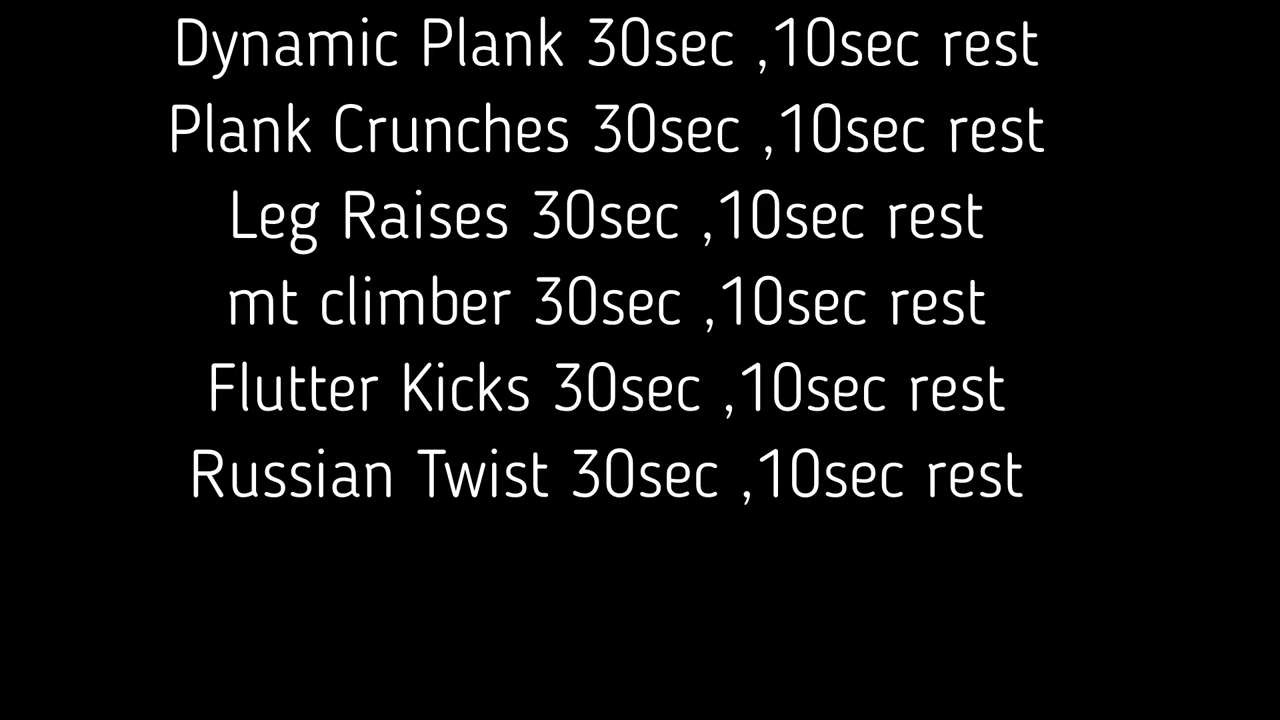 Dynamic Plank 30sec ,10sec rest
Plank Crunches 30sec ,10sec rest
Leg Raises 30sec ,10sec rest
mt climber 30sec ,10sec rest
Flutter Kicks 30sec ,10sec rest
Russian Twist 30sec ,10sec rest